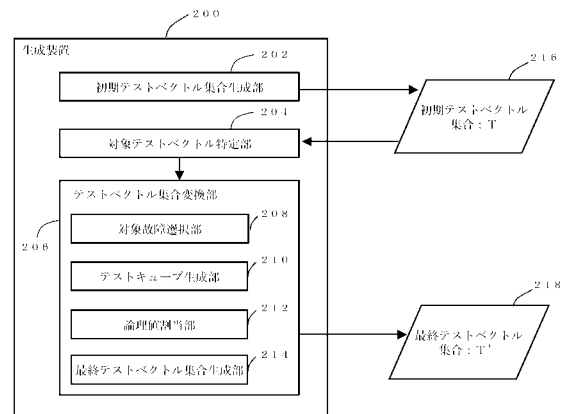 200
生成装置
202
初期テストベクトル集合生成部
216
初期テストベクトル
集合：T
204
対象テストベクトル特定部
テストベクトル集合変換部
206
208
対象故障選択部
210
テストキューブ生成部
212
論理値割当部
214
最終テストベクトル集合生成部
218
最終テストベクトル
集合：T'